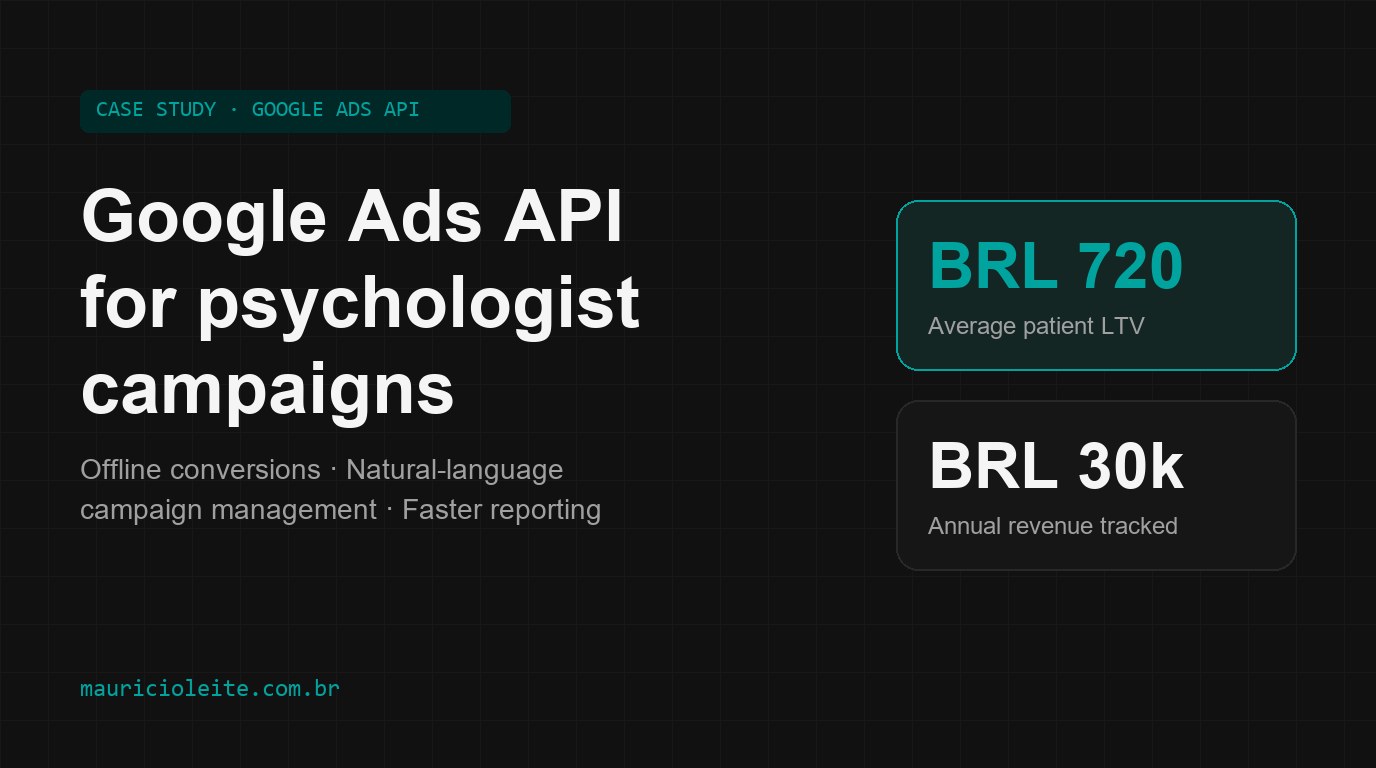 CASE STUDY · GOOGLE ADS API
Google Ads API
for psychologist
campaigns
Offline conversions · Natural-language
campaign management · Faster reporting
BRL 720
Average patient LTV
BRL 30k
Annual revenue tracked
mauricioleite.com.br